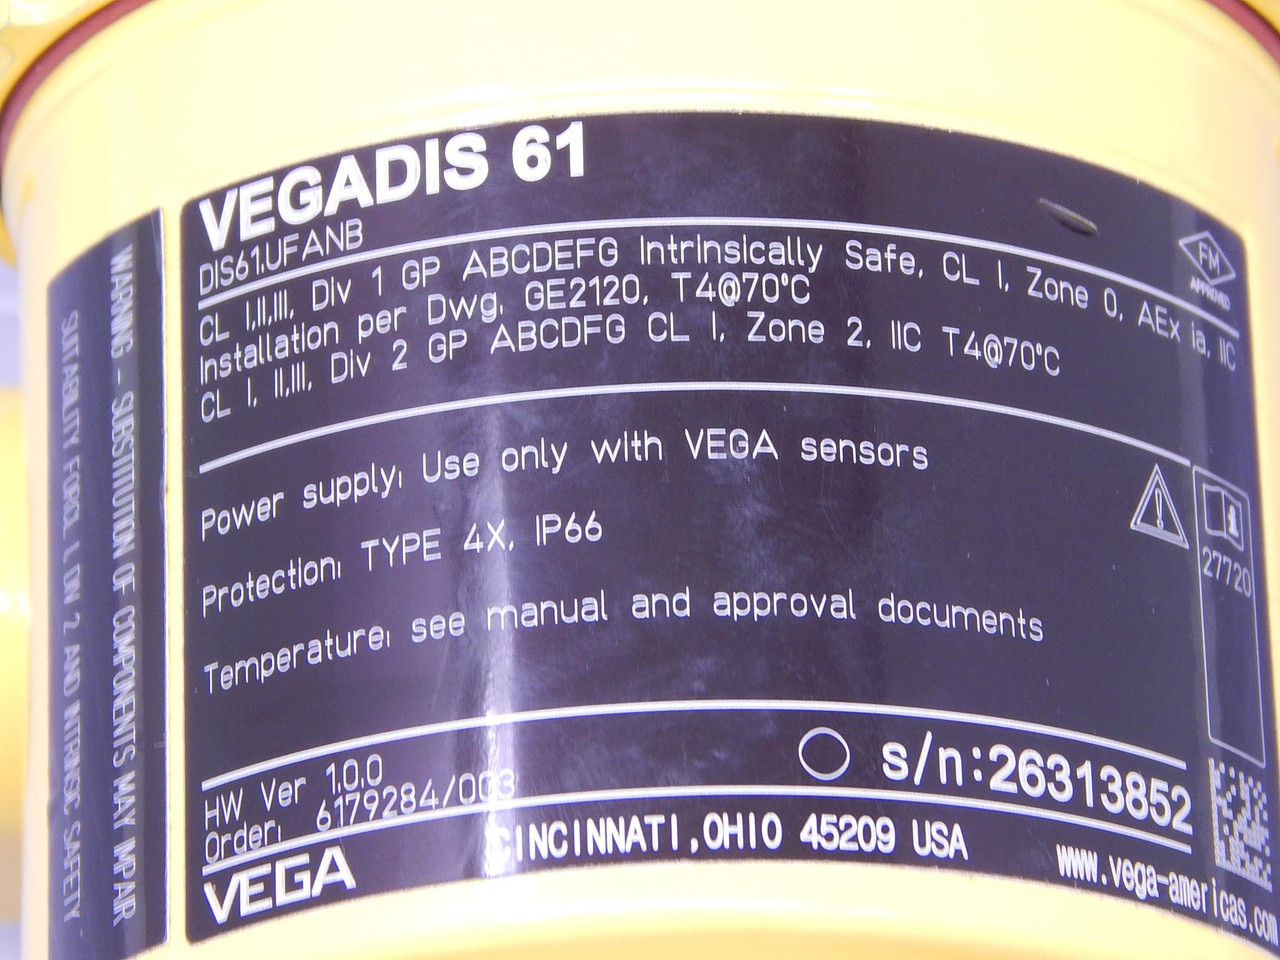 VEGADIS 61
DIS61.UFANB
FM
APPROVED
CL I,II,III, Div 1 GP ABCDEFG Intrinsically Safe, CL I, Zone 0, AEx ia, IIC
Installation per Dwg. GE2120, T4@70°C
CL I, II,III, Div 2 GP ABCDFG CL I, Zone 2, IIC T4@70°C
Power supply: Use only with VEGA sensors
Protection: TYPE 4X, IP66
Temperature: see manual and approval documents
27720
HW Ver 1.0.0
Order: 6179284/003
s/n:26313852
VEGA CINCINNATI,OHIO 45209 USA
www.vega-americas.com
WARNING - SUBSTITUTION OF COMPONENTS MAY IMPAIR
SUITABILITY FOR CL I, DIV 2 AND INTRINSIC SAFETY